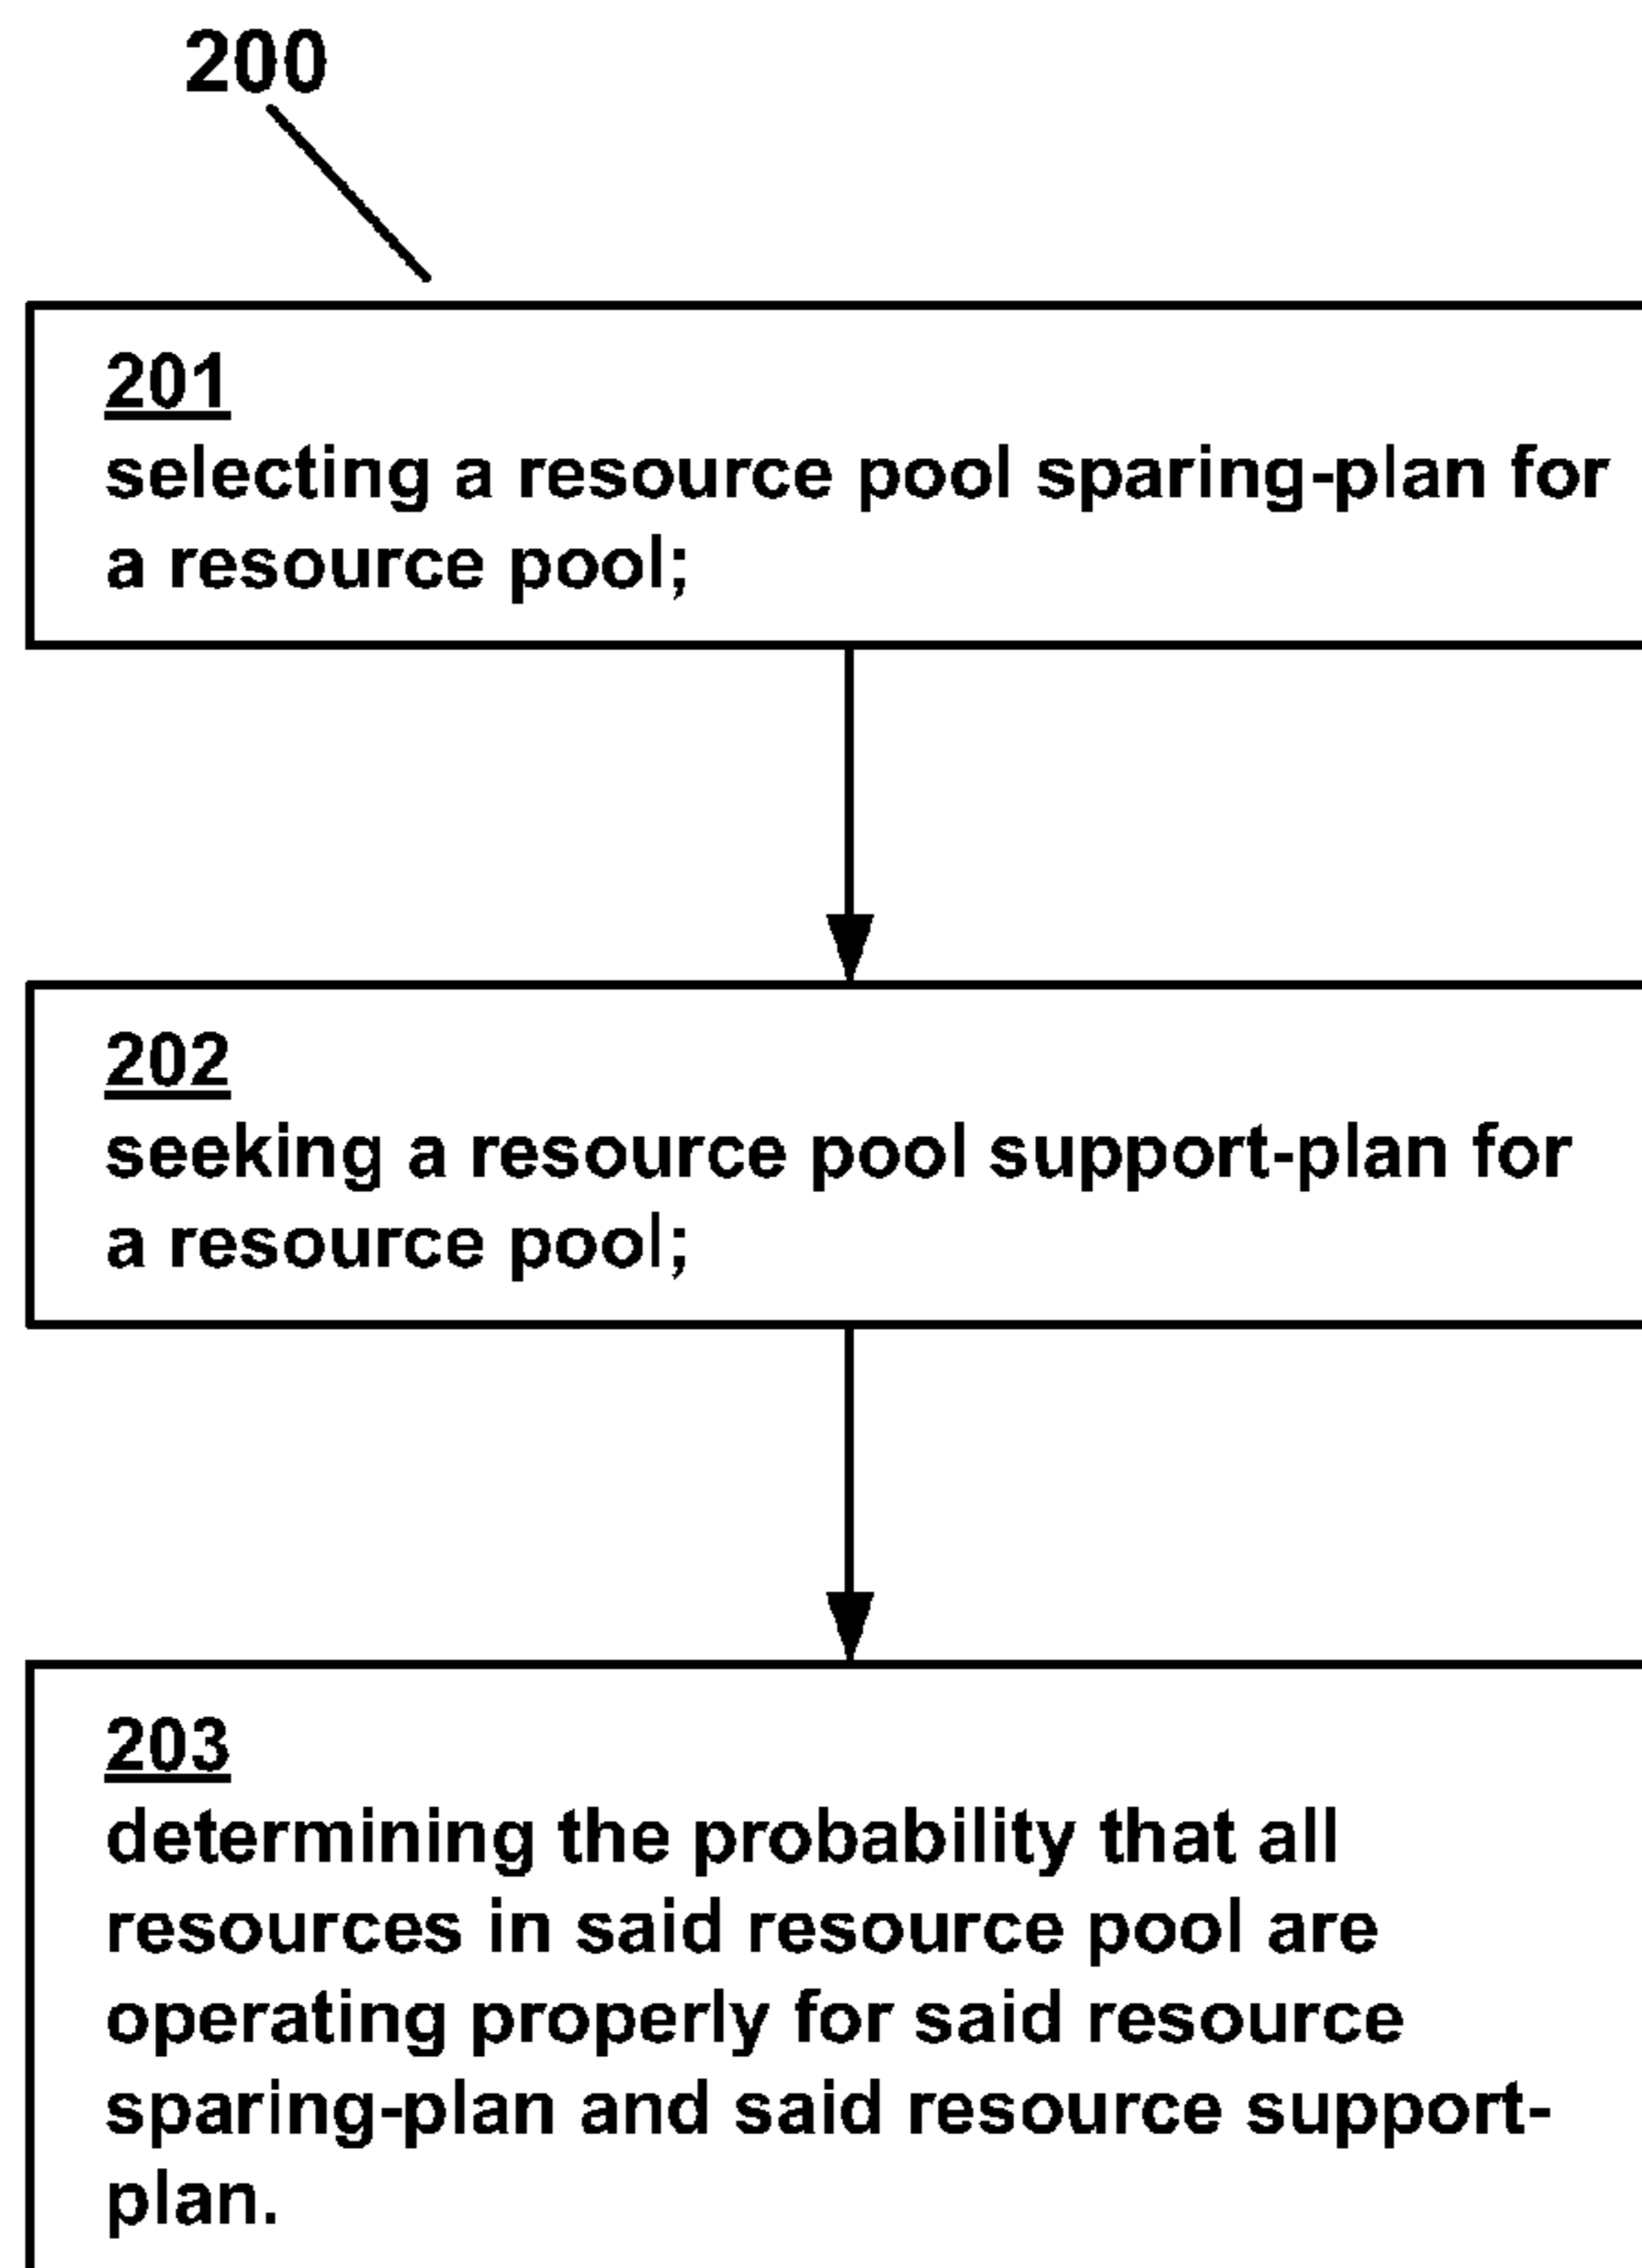 200
201
selecting a resource pool sparing-plan for
a resource pool;
202
seeking a resource pool support-plan for
a resource pool;
203
determining the probability that all
resources in said resource pool are
operating properly for said resource
sparing-plan and said resource support-
plan.